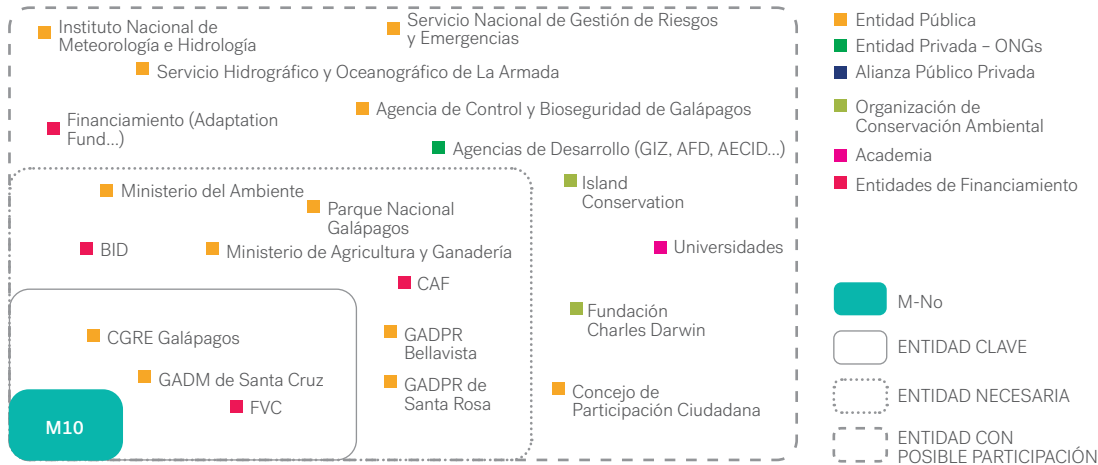 Instituto Nacional de
Meteorología e Hidrología
Servicio Nacional de Gestión de Riesgos
y Emergencias
Servicio Hidrográfico y Oceanográfico de La Armada
Financiamiento (Adaptation
Fund...)
Agencia de Control y Bioseguridad de Galápagos
Agencias de Desarrollo (GIZ, AFD, AECID...)
Ministerio del Ambiente
Parque Nacional
Galápagos
Island
Conservation
BID
Ministerio de Agricultura y Ganadería
Universidades
CAF
Fundación
Charles Darwin
CGRE Galápagos
GADPR
Bellavista
GADM de Santa Cruz
GADPR de
Santa Rosa
FVC
Concejo de
Participación Ciudadana
M10
Entidad Pública
Entidad Privada – ONGs
Alianza Público Privada
Organización de
Conservación Ambiental
Academia
Entidades de Financiamiento
M-No
ENTIDAD CLAVE
ENTIDAD NECESARIA
ENTIDAD CON
POSIBLE PARTICIPACIÓN